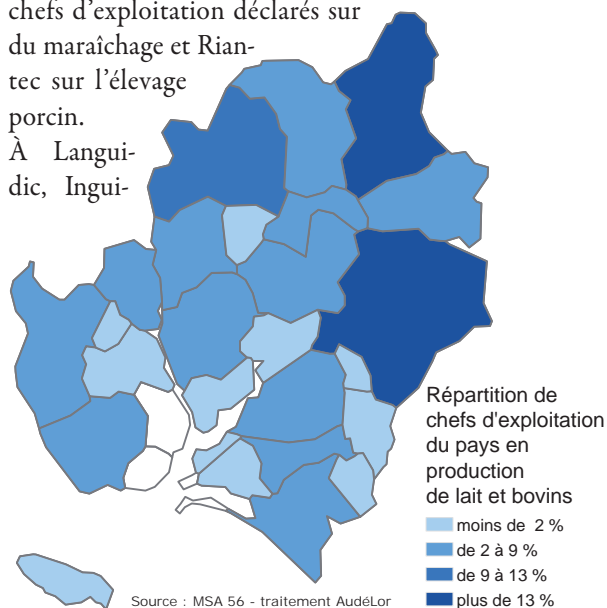 chefs d'exploitation déclarés sur
du maraîchage et Rian-
tec sur l'élevage
porcin.
À Langui-
dic, Ingui-
Répartition de
chefs d'exploitation
du pays en
production
de lait et bovins
moins de 2 %
de 2 à 9 %
de 9 à 13 %
plus de 13 %
Source : MSA 56 - traitement AudéLor